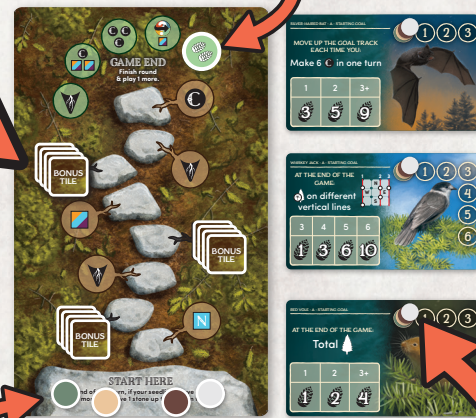 GAME END
Finish round
& play 1 more.
BONUS
TILE
BONUS
TILE
BONUS
TILE
N
START HERE
SILVER-HAIRED BAT - A - STARTING GOAL
MOVE UP THE GOAL TRACK
EACH TIME YOU:
Make 6 in one turn
1 2 3+
3 5 9
1 2 3
WHISKEY JACK - A - STARTING GOAL
AT THE END OF THE
GAME:
on different
vertical lines
3 4 5 6
1 3 6 10
1 2 3
4
5
6
BED VOLE - A - STARTING GOAL
AT THE END OF THE GAME:
Total
1 2 3+
1 2 4
1 2 3